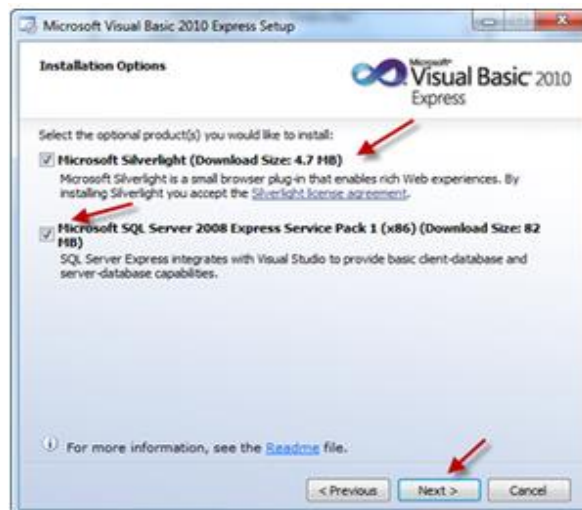 Microsoft Visual Basic 2010 Express Setup
Installation Options
Microsoft
Visual Basic 2010
Express
Select the optional product(s) you would like to install:
Microsoft Silverlight (Download Size: 4.7 MB)
Microsoft Silverlight is a small browser plug-in that enables rich Web experiences. By
installing Silverlight you accept the Silverlight license agreement.
Microsoft SQL Server 2008 Express Service Pack 1 (x86) (Download Size: 82
MB)
SQL Server Express integrates with Visual Studio to provide basic client-database and
server-database capabilities.
For more information, see the Readme file.
< Previous
Next >
Cancel